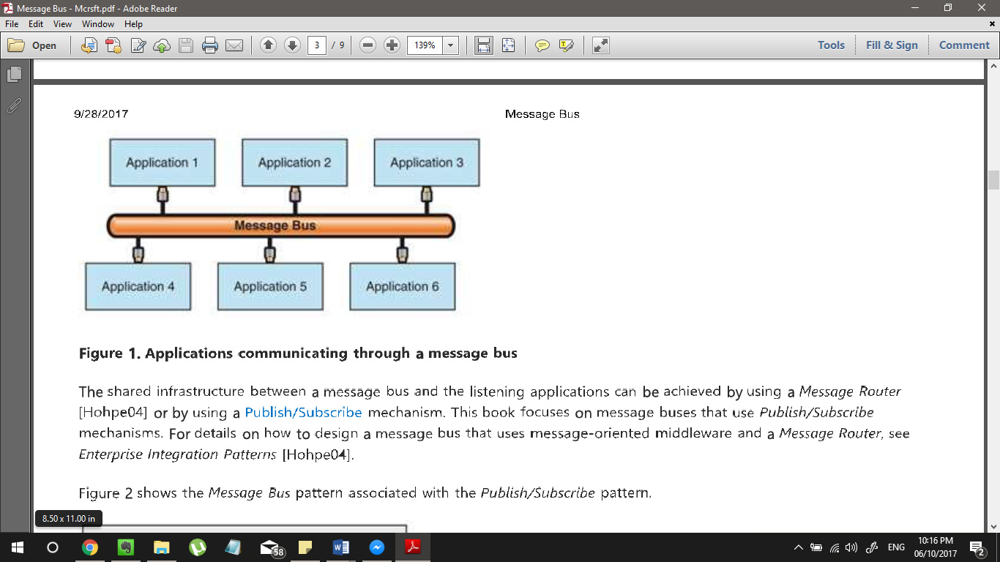 Message Bus - Mcrsft.pdf - Adobe Reader
File Edit View Window Help
Open 3 / 9 139% Tools Fill & Sign Comment
9/28/2017 Message Bus
Application 1 Application 2 Application 3
Message Bus
Application 4 Application 5 Application 6
Figure 1. Applications communicating through a message bus
The shared infrastructure between a message bus and the listening applications can be achieved by using a Message Router
[Hohpe04] or by using a Publish/Subscribe mechanism. This book focuses on message buses that use Publish/Subscribe
mechanisms. For details on how to design a message bus that uses message-oriented middleware and a Message Router, see
Enterprise Integration Patterns [Hohpe04].
Figure 2 shows the Message Bus pattern associated with the Publish/Subscribe pattern.
8.50 x 11.00 in
58 ENG 10:16 PM
06/10/2017 2